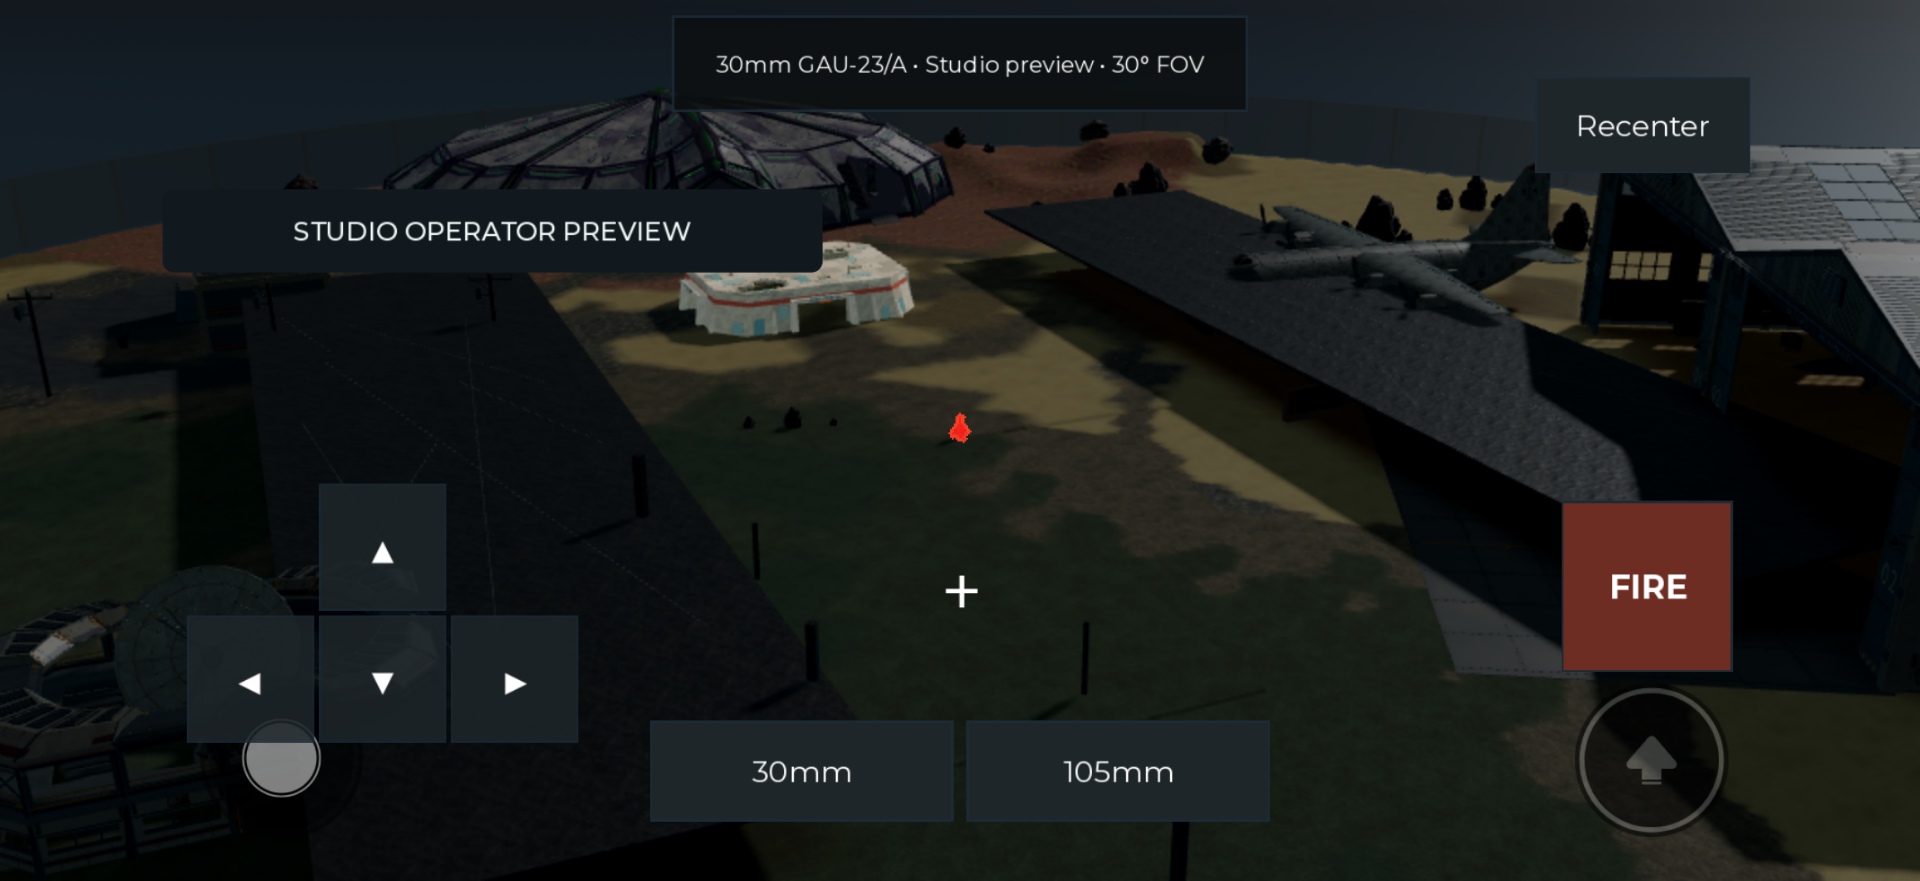 30mm GAU-23/A • Studio preview • 30° FOV
Recenter
STUDIO OPERATOR PREVIEW
FIRE
30mm
105mm